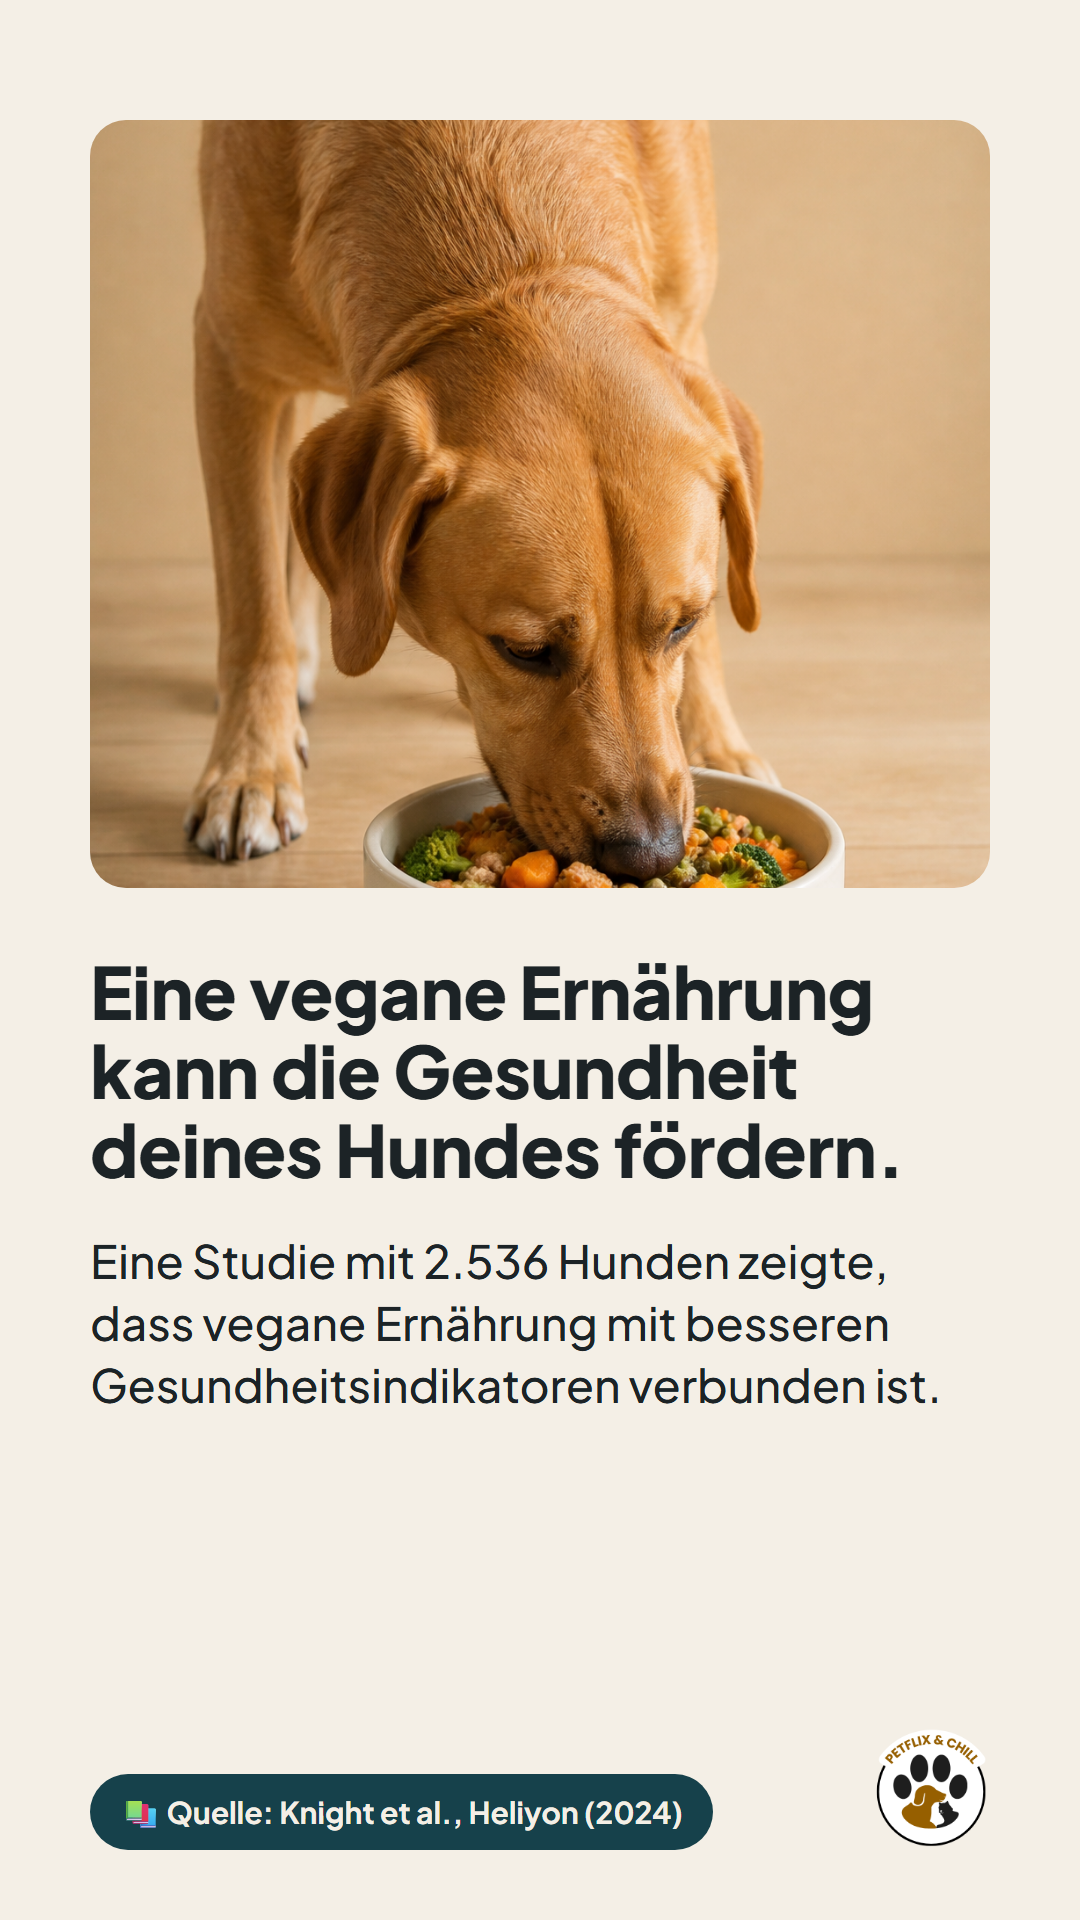 Eine vegane Ernährung
kann die Gesundheit
deines Hundes fördern.
Eine Studie mit 2.536 Hunden zeigte,
dass vegane Ernährung mit besseren
Gesundheitsindikatoren verbunden ist.
Quelle: Knight et al., Heliyon (2024)
PETFLIX & CHILL